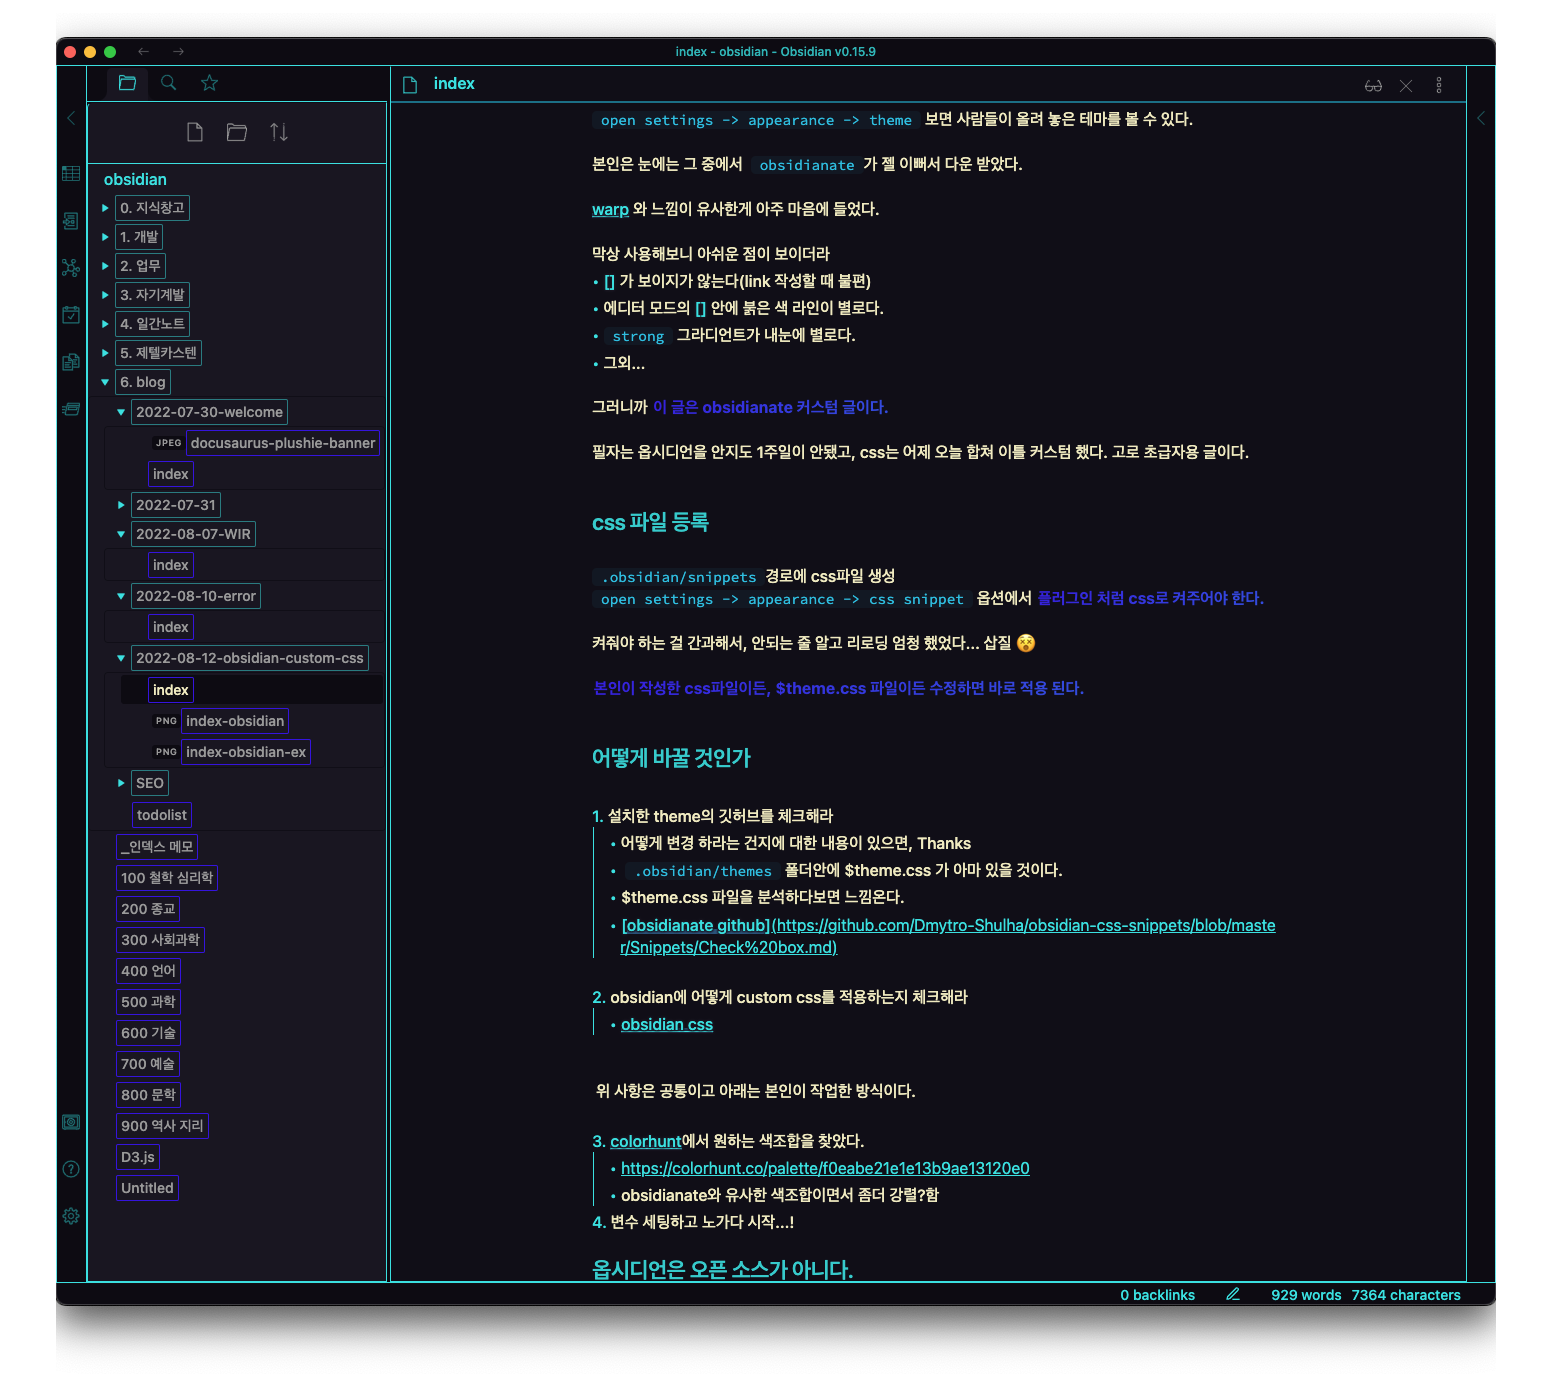 index - obsidian - Obsidian v0.15.9
index
obsidian
0. 지식창고
1. 개발
2. 업무
3. 자기계발
4. 일간노트
5. 제텔카스텐
6. blog
2022-07-30-welcome
JPEG docusaurus-plushie-banner
index
2022-07-31
2022-08-07-WIR
index
2022-08-10-error
index
2022-08-12-obsidian-custom-css
index
PNG index-obsidian
PNG index-obsidian-ex
SEO
todolist
_인덱스 메모
100 철학 심리학
200 종교
300 사회과학
400 언어
500 과학
600 기술
700 예술
800 문학
900 역사 지리
D3.js
Untitled
open settings -> appearance -> theme 보면 사람들이 올려 놓은 테마를 볼 수 있다.
본인은 눈에는 그 중에서 obsidianate 가 젤 이뻐서 다운 받았다.
warp 와 느낌이 유사한게 아주 마음에 들었다.
막상 사용해보니 아쉬운 점이 보이더라
• [] 가 보이지가 않는다(link 작성할 때 불편)
• 에디터 모드의 [] 안에 붉은 색 라인이 별로다.
• strong 그라디언트가 내눈에 별로다.
• 그외...
그러니까 이 글은 obsidianate 커스텀 글이다.
필자는 옵시디언을 안지도 1주일이 안됐고, css는 어제 오늘 합쳐 이틀 커스텀 했다. 고로 초급자용 글이다.
css 파일 등록
.obsidian/snippets 경로에 css파일 생성
open settings -> appearance -> css snippet 옵션에서 플러그인 처럼 css로 켜주어야 한다.
켜줘야 하는 걸 간과해서, 안되는 줄 알고 리로딩 엄청 했었다... 삽질 😵
본인이 작성한 css파일이든, $theme.css 파일이든 수정하면 바로 적용 된다.
어떻게 바꿀 것인가
1. 설치한 theme의 깃허브를 체크해라
• 어떻게 변경 하라는 건지에 대한 내용이 있으면, Thanks
• .obsidian/themes 폴더안에 $theme.css 가 아마 있을 것이다.
• $theme.css 파일을 분석하다보면 느낌온다.
• [obsidianate github](https://github.com/Dmytro-Shulha/obsidian-css-snippets/blob/maste
r/Snippets/Check%20box.md)
2. obsidian에 어떻게 custom css를 적용하는지 체크해라
• obsidian css
위 사항은 공통이고 아래는 본인이 작업한 방식이다.
3. colorhunt에서 원하는 색조합을 찾았다.
• https://colorhunt.co/palette/f0eabe21e1e13b9ae13120e0
• obsidianate와 유사한 색조합이면서 좀더 강렬?함
4. 변수 세팅하고 노가다 시작...!
옵시디언은 오픈 소스가 아니다.
0 backlinks 929 words 7364 characters